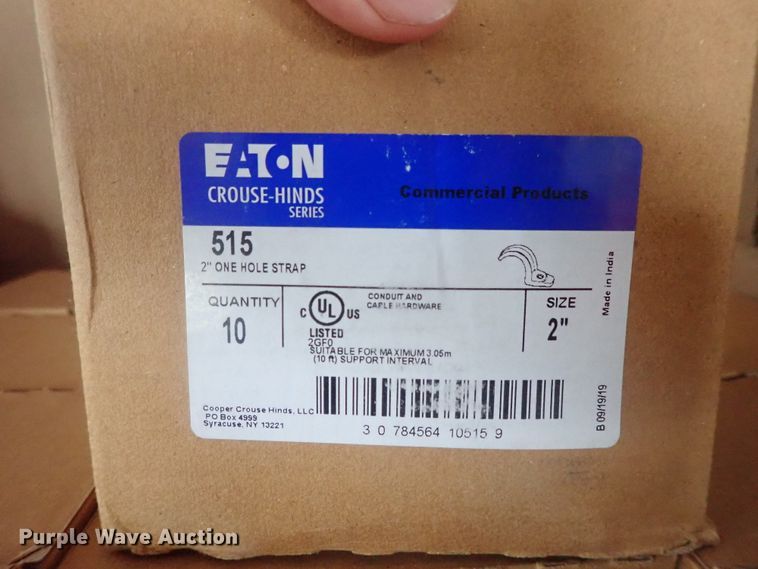 EATON
CROUSE-HINDS
SERIES
Commercial Products
515
2" ONE HOLE STRAP
QUANTITY
10
C UL US
LISTED
2GF0
CONDUIT AND
CABLE HARDWARE
SUITABLE FOR MAXIMUM 3.05m
(10 ft) SUPPORT INTERVAL
SIZE
2"
Made in India
Cooper Crouse Hinds, LLC
PO Box 4999
Syracuse, NY 13221
3 0 784564 10515 9
B 09/19/19
Purple Wave Auction